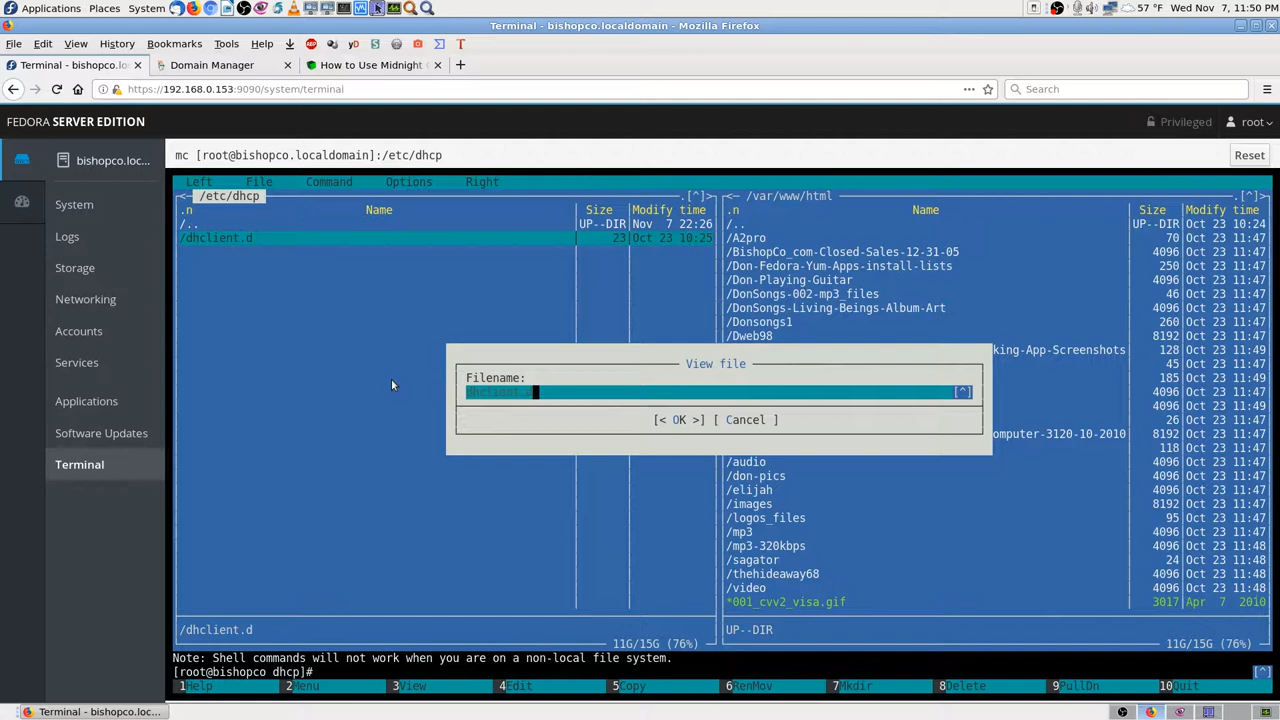 Applications Places System 57 °F Wed Nov 7, 11:50 PM
Terminal - bishopco.localdomain - Mozilla Firefox
File Edit View History Bookmarks Tools Help
Terminal - bishopco.loc... Domain Manager How to Use Midnight
https://192.168.0.153:9090/system/terminal Search
FEDORA SERVER EDITION Privileged root
bishopco.loc... mc [root@bishopco.localdomain]:/etc/dhcp Reset
System
Logs
Storage
Networking
Accounts
Services
Applications
Software Updates
Terminal
Left File Command Options Right
<- /etc/dhcp .[^]> <- /var/www/html .[^]>
.n Name Size Modify time .n Name Size Modify time
/.. UP--DIR Nov 7 22:26 /.. UP--DIR Oct 23 10:24
/dhclient.d 23 Oct 23 10:25 /A2pro 70 Oct 23 11:47
/BishopCo_com-Closed-Sales-12-31-05 4096 Oct 23 11:47
/Don-Fedora-Yum-Apps-install-lists 250 Oct 23 11:47
/Don-Playing-Guitar 4096 Oct 23 11:47
/DonSongs-002-mp3_files 46 Oct 23 11:47
/DonSongs-Living-Beings-Album-Art 4096 Oct 23 11:47
/Donsongs1 260 Oct 23 11:47
/Dweb98 4096 Oct 23 11:47
king-App-Screenshots 128 Oct 23 11:49
45 Oct 23 11:49
185 Oct 23 11:49
4096 Oct 23 11:47
26 Oct 23 11:47
omputer-3120-10-2010 8192 Oct 23 11:47
118 Oct 23 11:48
/audio 4096 Oct 23 11:47
/don-pics 4096 Oct 23 11:47
/elijah 4096 Oct 23 11:47
/images 8192 Oct 23 11:47
/logos_files 95 Oct 23 11:47
/mp3 4096 Oct 23 11:47
/mp3-320kbps 4096 Oct 23 11:48
/sagator 24 Oct 23 11:48
/thehideaway68 4096 Oct 23 11:48
/video 4096 Oct 23 11:48
*001_cvv2_visa.gif 3017 Apr 7 2010
View file
Filename:
dhclient.d [^]
[< OK >] [ Cancel ]
/dhclient.d UP--DIR
11G/15G (76%) 11G/15G (76%)
Note: Shell commands will not work when you are on a non-local file system.
[root@bishopco dhcp]# [^]
1Help 2Menu 3View 4Edit 5Copy 6RenMov 7Mkdir 8Delete 9PullDn 10Quit
Terminal - bishopco.loc...